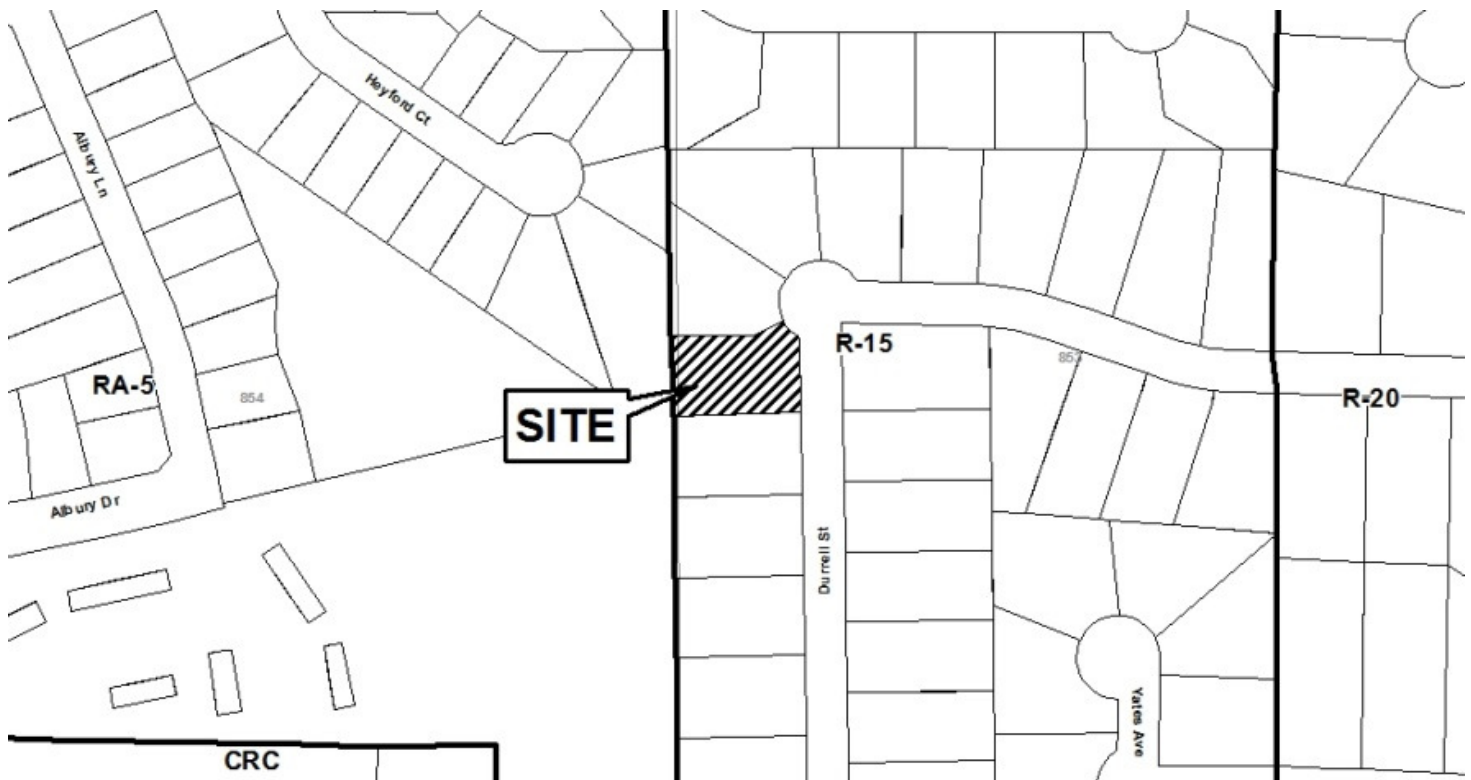 Heyford Ct
Albury Ln
R-15
853
RA-5
854
R-20
SITE
Albury Dr
Durrell St
Yates Ave
CRC